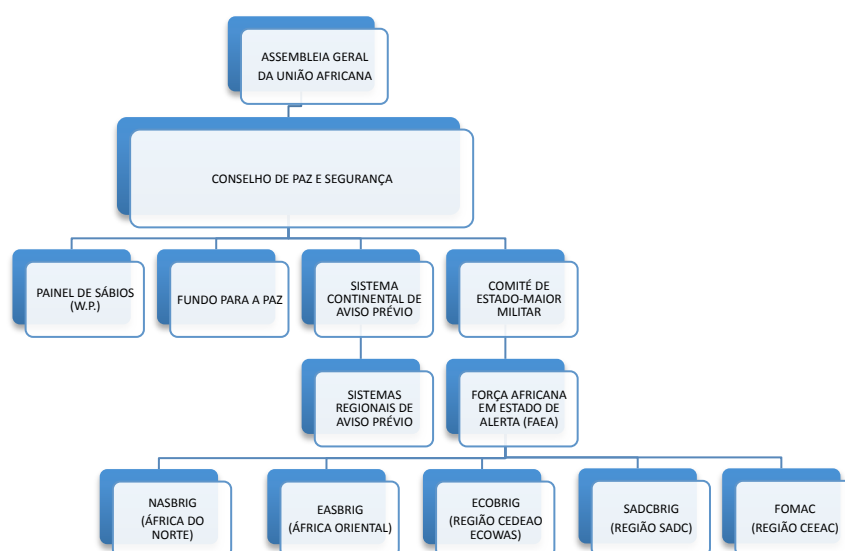 ASSEMBLEIA GERAL
DA UNIÃO AFRICANA
CONSELHO DE PAZ E SEGURANÇA
PAINEL DE SÁBIOS
(W.P.)
FUNDO PARA A PAZ
SISTEMA
CONTINENTAL DE
AVISO PRÉVIO
COMITÉ DE
ESTADO-MAIOR
MILITAR
SISTEMAS
REGIONAIS DE
AVISO PRÉVIO
FORÇA AFRICANA
EM ESTADO DE
ALERTA (FAEA)
NASBRIG
(ÁFRICA DO
NORTE)
EASBRIG
(ÁFRICA ORIENTAL)
ECOBRIG
(REGIÃO CEDEAO
ECOWAS)
SADCBRIG
(REGIÃO SADC)
FOMAC
(REGIÃO CEEAC)